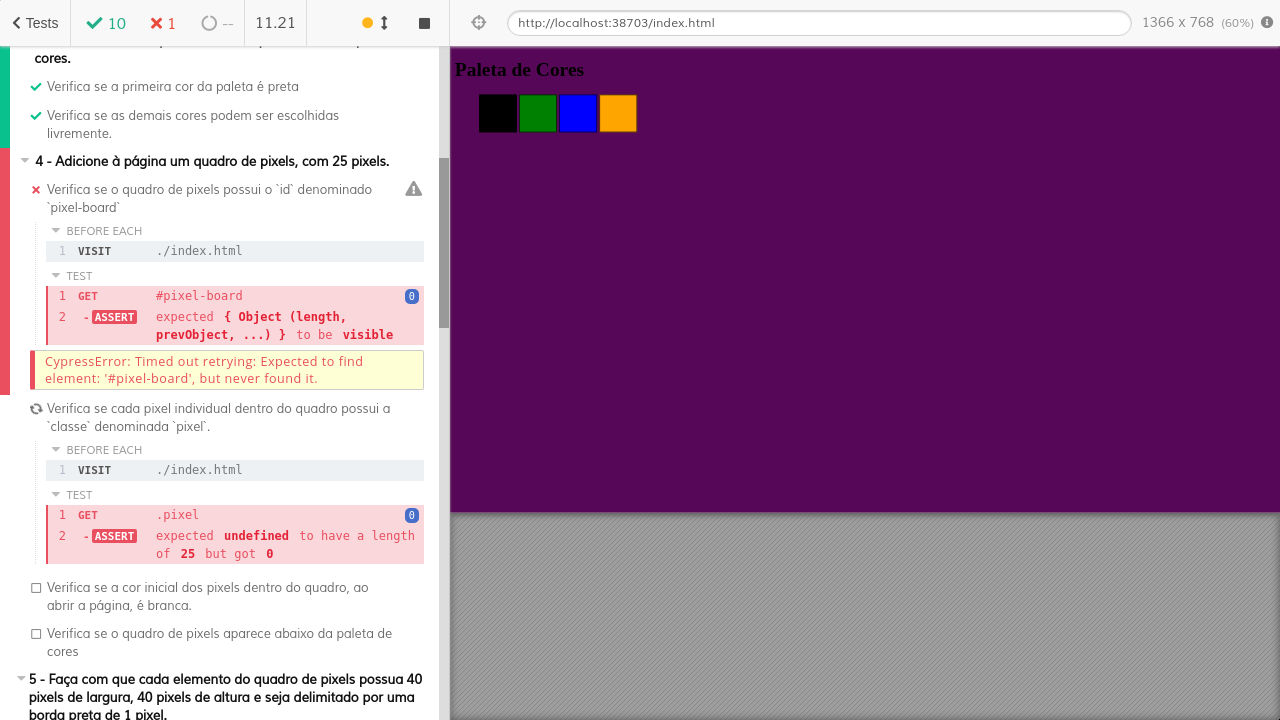 Tests
10
1
--
11.21
http://localhost:38703/index.html
1366 x 768 (60%)
cores.
Verifica se a primeira cor da paleta é preta
Verifica se as demais cores podem ser escolhidas
livremente.
4 - Adicione à página um quadro de pixels, com 25 pixels.
Verifica se o quadro de pixels possui o `id` denominado
`pixel-board`
BEFORE EACH
1 VISIT ./index.html
TEST
1 GET #pixel-board 0
2 -ASSERT expected { Object (length,
prevObject, ...) } to be visible
CypressError: Timed out retrying: Expected to find
element: '#pixel-board', but never found it.
Verifica se cada pixel individual dentro do quadro possui a
`classe` denominada `pixel`.
BEFORE EACH
1 VISIT ./index.html
TEST
1 GET .pixel 0
2 -ASSERT expected undefined to have a length
of 25 but got 0
Verifica se a cor inicial dos pixels dentro do quadro, ao
abrir a página, é branca.
Verifica se o quadro de pixels aparece abaixo da paleta de
cores
5 - Faça com que cada elemento do quadro de pixels possua 40
pixels de largura, 40 pixels de altura e seja delimitado por uma
borda preta de 1 pixel.
Paleta de Cores